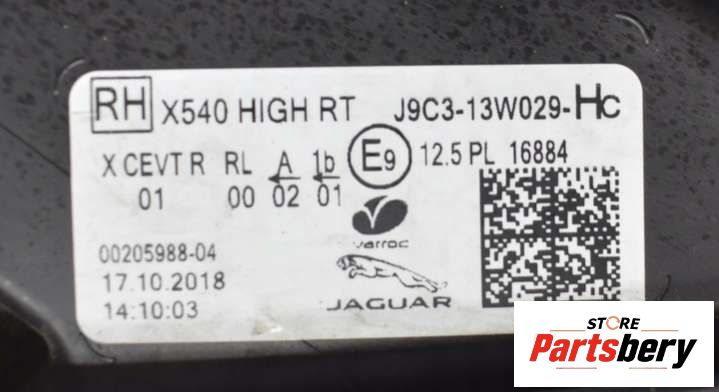 RH X540 HIGH RT J9C3-13W029-Hc
X CEVT R RL A 1b E9 12.5 PL 16884
01 00 02 01
varroc
00205988-04
17.10.2018
14:10:03
JAGUAR
STORE
Partsbery